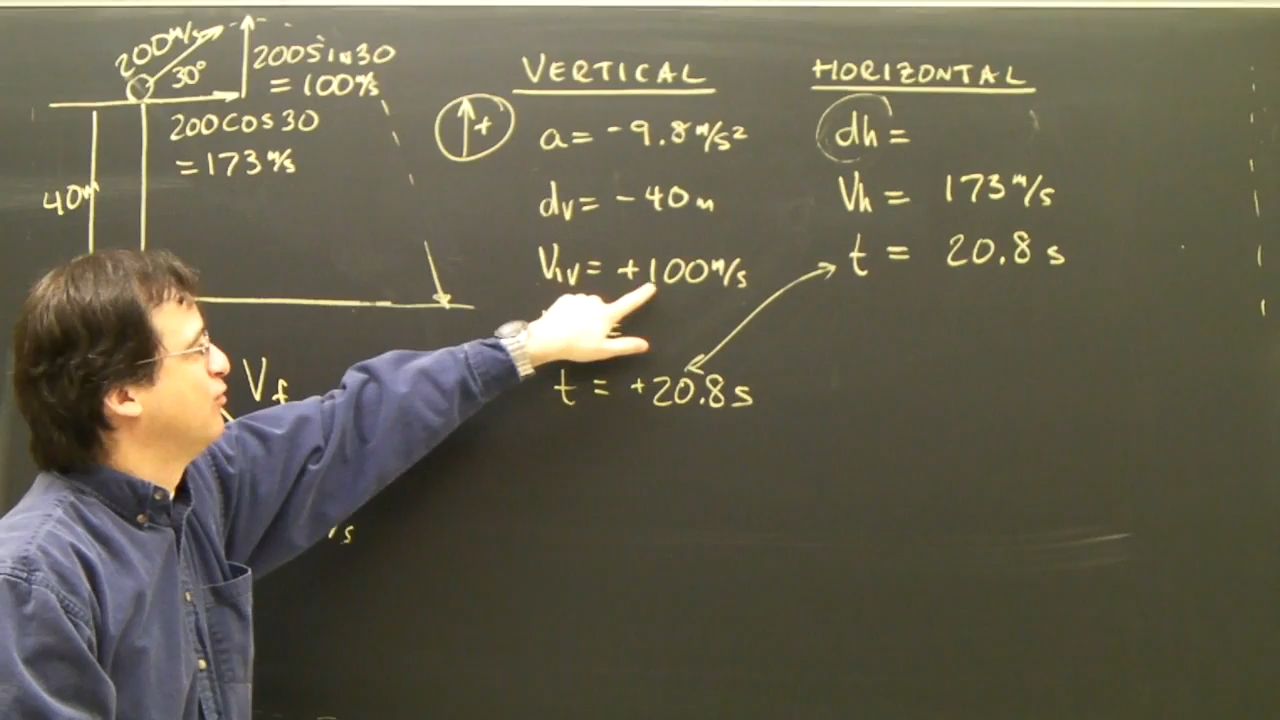 200m/s
30°
200Sin30
= 100m/s
200cos30
= 173m/s
40m
Vf
/s
VERTICAL
+
a = -9.8m/s²
dv = -40m
Viv = +100m/s
=
t = +20.8s
HORIZONTAL
dh =
Vh = 173m/s
t = 20.8s